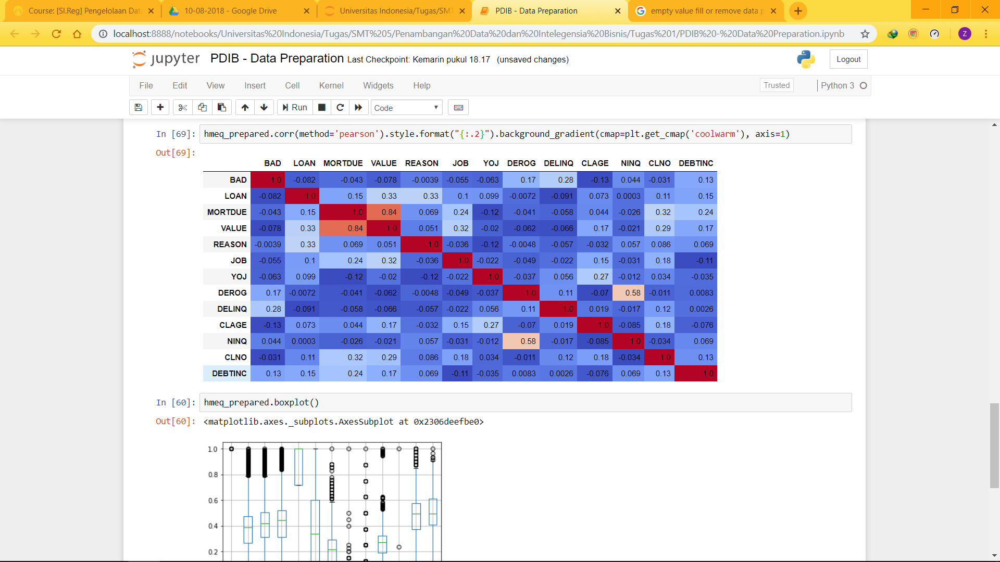 Course: [SI.Reg] Pengelolaan Dat
10-08-2018 - Google Drive
Universitas Indonesia/Tugas/SMT
PDIB - Data Preparation
empty value fill or remove data p
localhost:8888/notebooks/Universitas%20Indonesia/Tugas/SMT%205/Penambangan%20Data%20dan%20Intelegensia%20Bisnis/Tugas%201/PDIB%20-%20Data%20Preparation.ipynb
Z
jupyter PDIB - Data Preparation Last Checkpoint: Kemarin pukul 18.17 (unsaved changes)
Logout
File Edit View Insert Cell Kernel Widgets Help
Trusted
Python 3
Run
Code
In [69]: hmeq_prepared.corr(method='pearson').style.format("{:.2}").background_gradient(cmap=plt.get_cmap('coolwarm'), axis=1)
Out[69]:
BAD LOAN MORTDUE VALUE REASON JOB YOJ DEROG DELINQ CLAGE NINQ CLNO DEBTINC
BAD 1.0 -0.082 -0.043 -0.078 -0.0039 -0.055 -0.063 0.17 0.28 -0.13 0.044 -0.031 0.13
LOAN -0.082 1.0 0.15 0.33 0.33 0.1 0.099 -0.0072 -0.091 0.073 0.0003 0.11 0.15
MORTDUE -0.043 0.15 1.0 0.84 0.069 0.24 -0.12 -0.041 -0.058 0.044 -0.026 0.32 0.24
VALUE -0.078 0.33 0.84 1.0 0.051 0.32 -0.02 -0.062 -0.066 0.17 -0.021 0.29 0.17
REASON -0.0039 0.33 0.069 0.051 1.0 -0.036 -0.12 -0.0048 -0.057 -0.032 0.057 0.086 0.069
JOB -0.055 0.1 0.24 0.32 -0.036 1.0 -0.022 -0.049 -0.022 0.15 -0.031 0.18 -0.11
YOJ -0.063 0.099 -0.12 -0.02 -0.12 -0.022 1.0 -0.037 0.056 0.27 -0.012 0.034 -0.035
DEROG 0.17 -0.0072 -0.041 -0.062 -0.0048 -0.049 -0.037 1.0 0.11 -0.07 0.58 -0.011 0.0083
DELINQ 0.28 -0.091 -0.058 -0.066 -0.057 -0.022 0.056 0.11 1.0 0.019 -0.017 0.12 0.0026
CLAGE -0.13 0.073 0.044 0.17 -0.032 0.15 0.27 -0.07 0.019 1.0 -0.085 0.18 -0.076
NINQ 0.044 0.0003 -0.026 -0.021 0.057 -0.031 -0.012 0.58 -0.017 -0.085 1.0 -0.034 0.069
CLNO -0.031 0.11 0.32 0.29 0.086 0.18 0.034 -0.011 0.12 0.18 -0.034 1.0 0.13
DEBTINC 0.13 0.15 0.24 0.17 0.069 -0.11 -0.035 0.0083 0.0026 -0.076 0.069 0.13 1.0
In [60]: hmeq_prepared.boxplot()
Out[60]: <matplotlib.axes._subplots.AxesSubplot at 0x2306deefbe0>
1.0
0.8
0.6
0.4
0.2